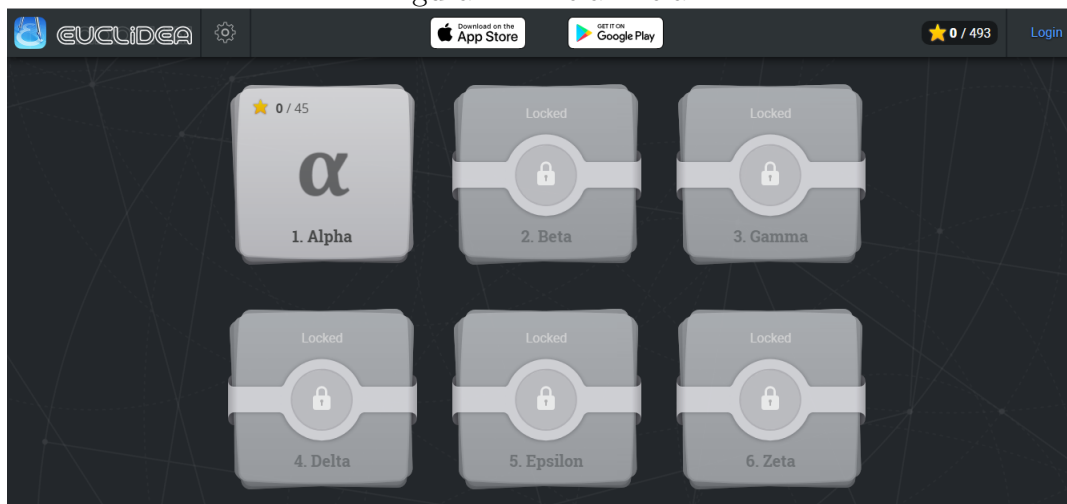 EUCLIDEA
Download on the
App Store
GET IT ON
Google Play
0 / 493
Login
0 / 45
α
1. Alpha
Locked
2. Beta
Locked
3. Gamma
Locked
4. Delta
Locked
5. Epsilon
Locked
6. Zeta